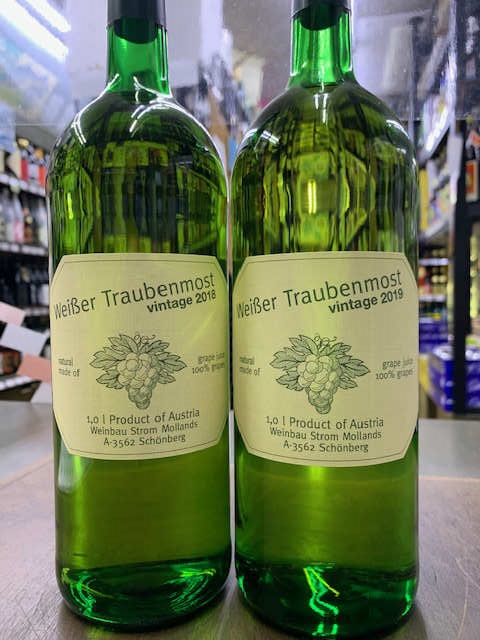 Weißer Traubenmost
vintage 2018
natural
made of
grape juice
100% grapes
1,0 l Product of Austria
Weinbau Strom Mollands
A-3562 Schönberg
Weißer Traubenmost
vintage 2019
natural
made of
grape juice
100% grapes
1,0 l Product of Austria
Weinbau Strom Mollands
A-3562 Schönberg